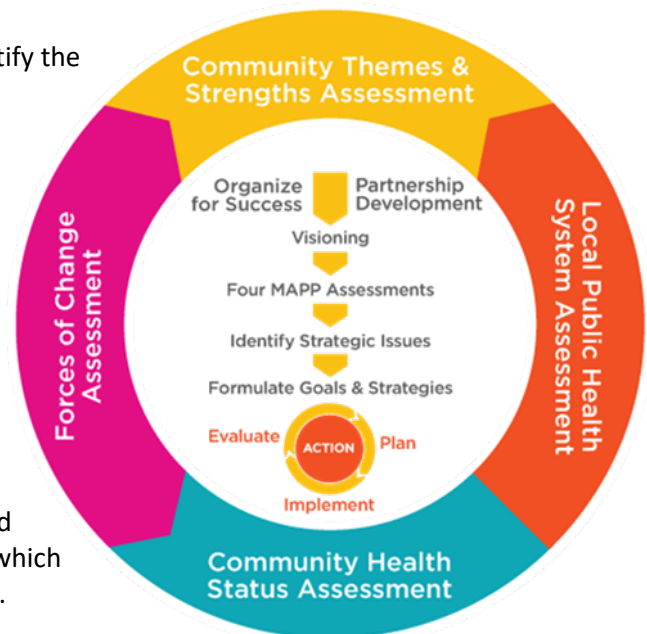 tify the
Community Themes &
Strengths Assessment
Organize
for Success
Partnership
Development
Visioning
Four MAPP Assessments
Identify Strategic Issues
Formulate Goals & Strategies
Evaluate
ACTION
Plan
Implement
Forces of Change
Assessment
Local Public Health
System Assessment
d
which
.
Community Health
Status Assessment